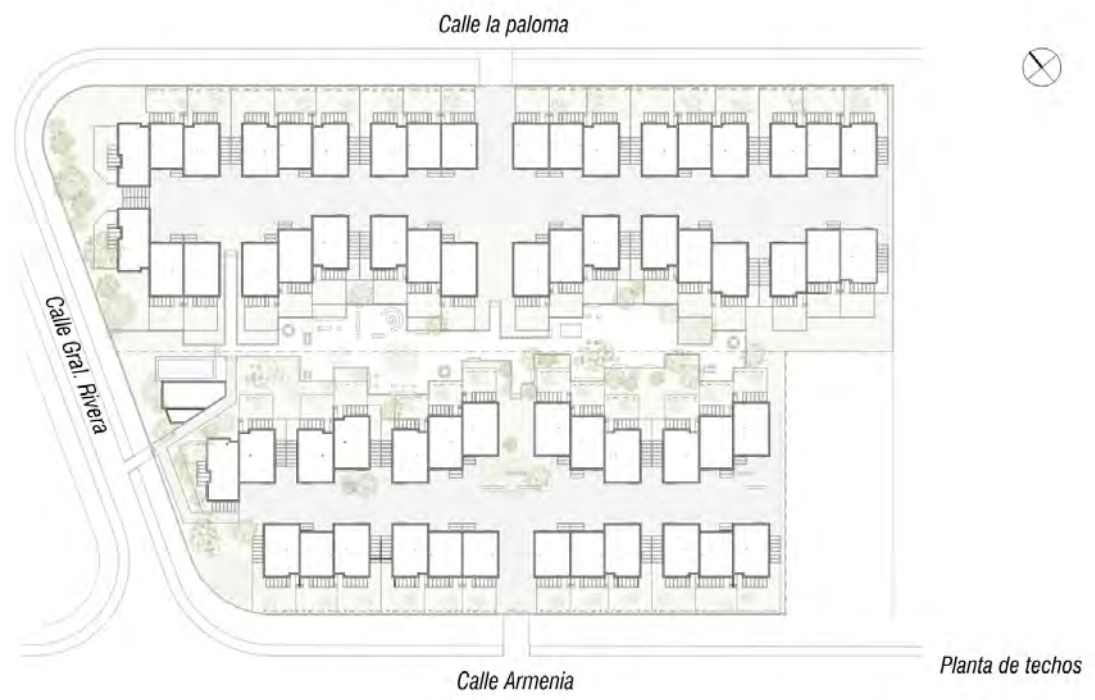 Calle la paloma
Calle Gral. Rivera
Calle Armenia
Planta de techos